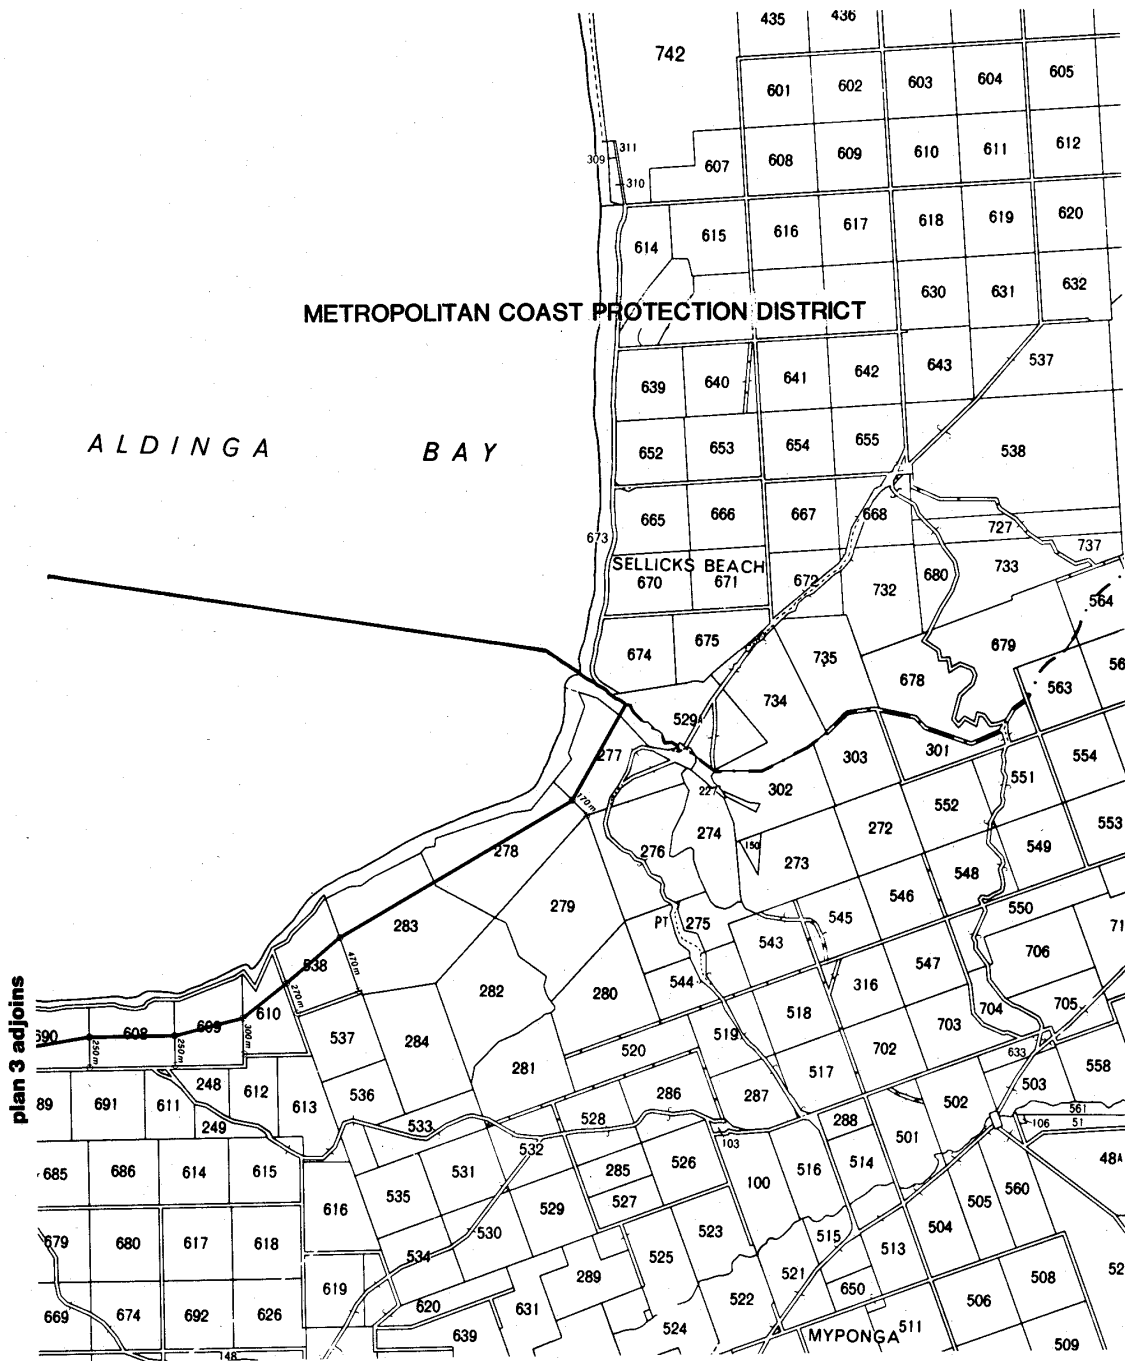 435 436
742
601 602 603 604 605
311
309
607 608 609 610 611 612
310
614 615 616 617 618 619 620
630 631 632
METROPOLITAN COAST PROTECTION DISTRICT
639 640 641 642 643 537
ALDINGA BAY
652 653 654 655 538
665 666 667 668
727
673 737
SELLICKS BEACH
670 671 672 732 680 733
564
674 675 735 679
678 563 56
734
529
277 303 301
554
551
227 302
170m 552
274 272 553
278 276 150 273 549
548
279 546
283 PT 275 545 550
543 706 71
538 470m 544 547
270m 282 280 316
610 518 704 705
690 608 609 300m 537 284 519 703
250m 250m 520 702 633
plan 3 adjoins
281 517 558
248 612 536 286 287 503
89 691 611 613 528 502 561
249 533 288 106 51
532 103 501
685 686 614 615 531 285 526 514 48A
616 535 527 100 516 505 560
529 523 504
679 680 617 618 530 515 513
534 525
289 521 508 52
619 650
669 674 692 626 620 631 522 506
639 524 MYPONGA 511 509
48